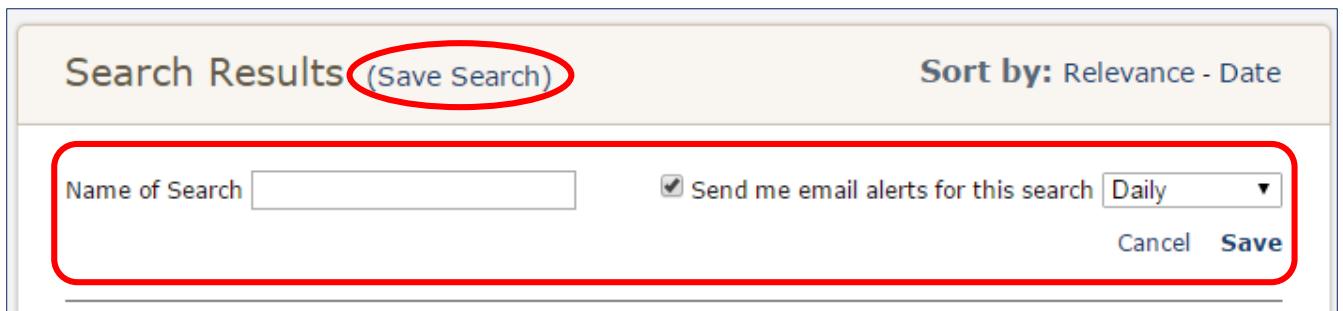 Search Results (Save Search) Sort by: Relevance - Date
Name of Search Send me email alerts for this search Daily
Cancel Save